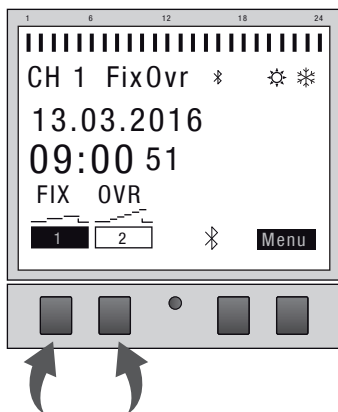 1 6 12 18 24
CH 1 FixOvr
13.03.2016
09:00 51
FIX OVR
1 2 Menu